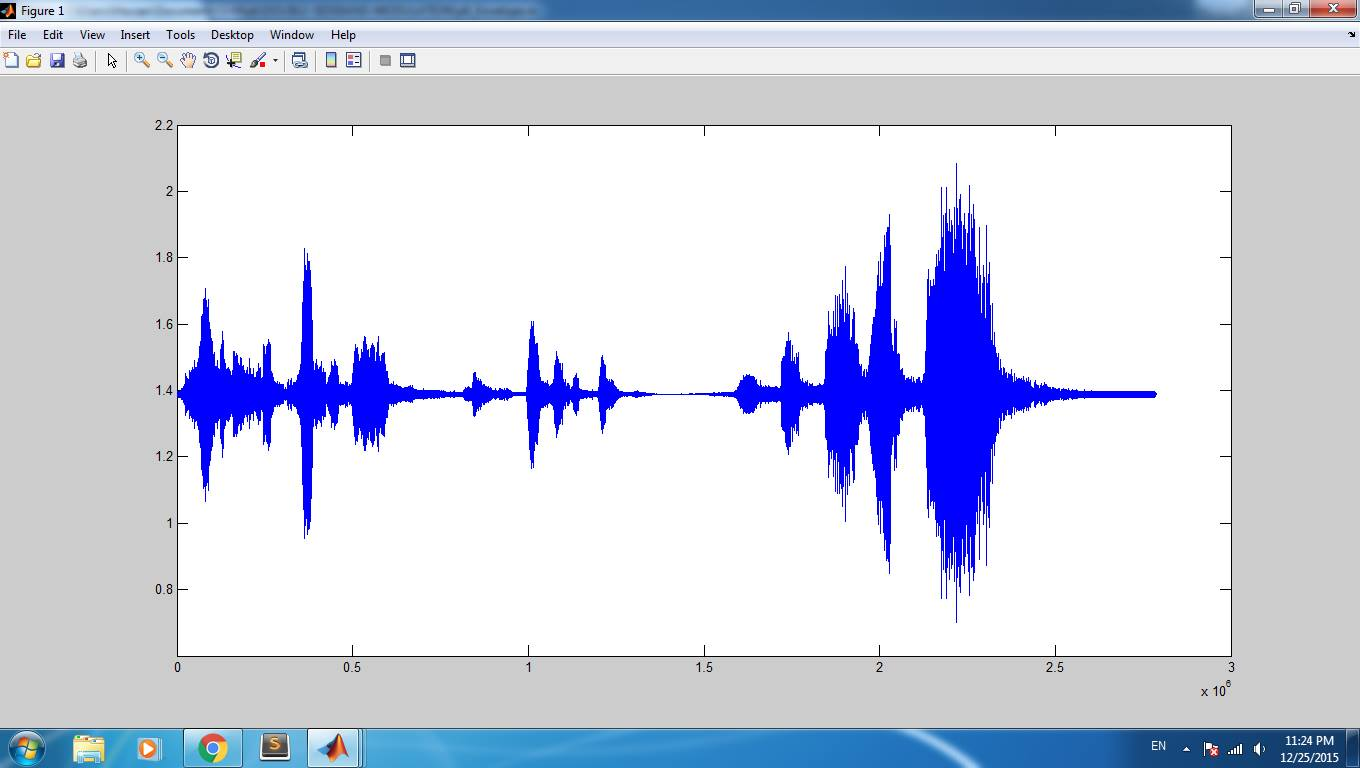 Figure 1
File Edit View Insert Tools Desktop Window Help
2.2
2
1.8
1.6
1.4
1.2
1
0.8
0 0.5 1 1.5 2 2.5 3
x 10⁶
S
EN 11:24 PM
12/25/2015